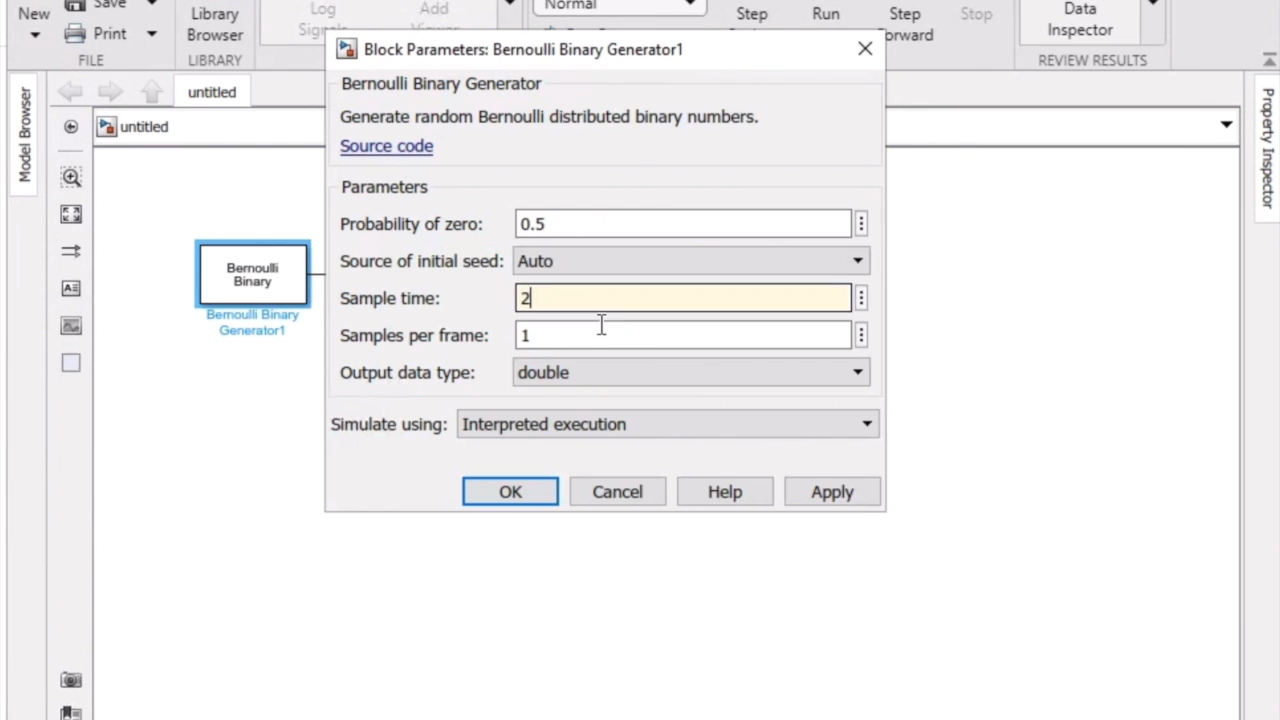 New
Save
Print
FILE
Library
Browser
LIBRARY
Log
Signals
Add
Viewer
Normal
Step
Run
Step
Forward
Stop
Data
Inspector
REVIEW RESULTS
Block Parameters: Bernoulli Binary Generator1
untitled
untitled
Model Browser
Property Inspector
Bernoulli Binary Generator
Generate random Bernoulli distributed binary numbers.
Source code
Parameters
Probability of zero: 0.5
Source of initial seed: Auto
Sample time: 2
Samples per frame: 1
Output data type: double
Simulate using: Interpreted execution
OK
Cancel
Help
Apply
Bernoulli
Binary
Bernoulli Binary
Generator1